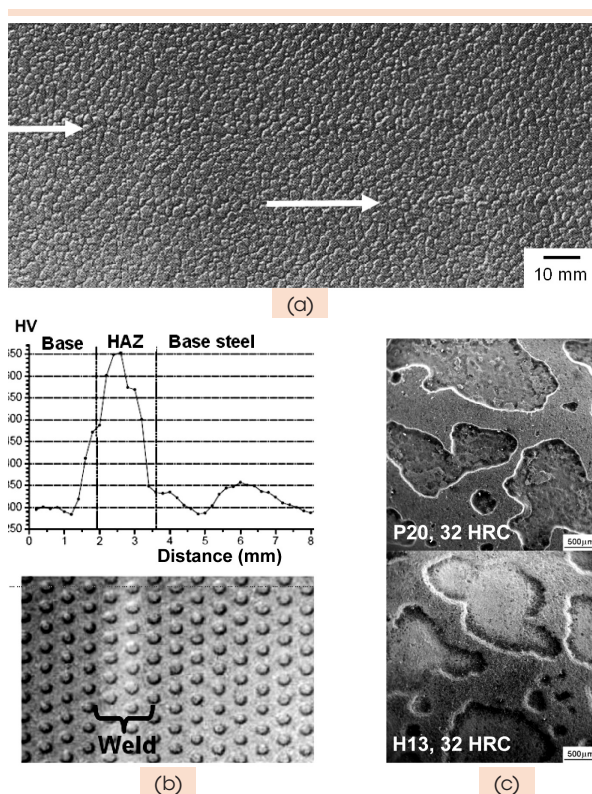 10 mm
(a)
HV
Base HAZ Base steel
250
0 1 2 3 4 5 6 7 8
Distance (mm)
Weld
(b)
P20, 32 HRC
500µm
H13, 32 HRC
500µm
(c)